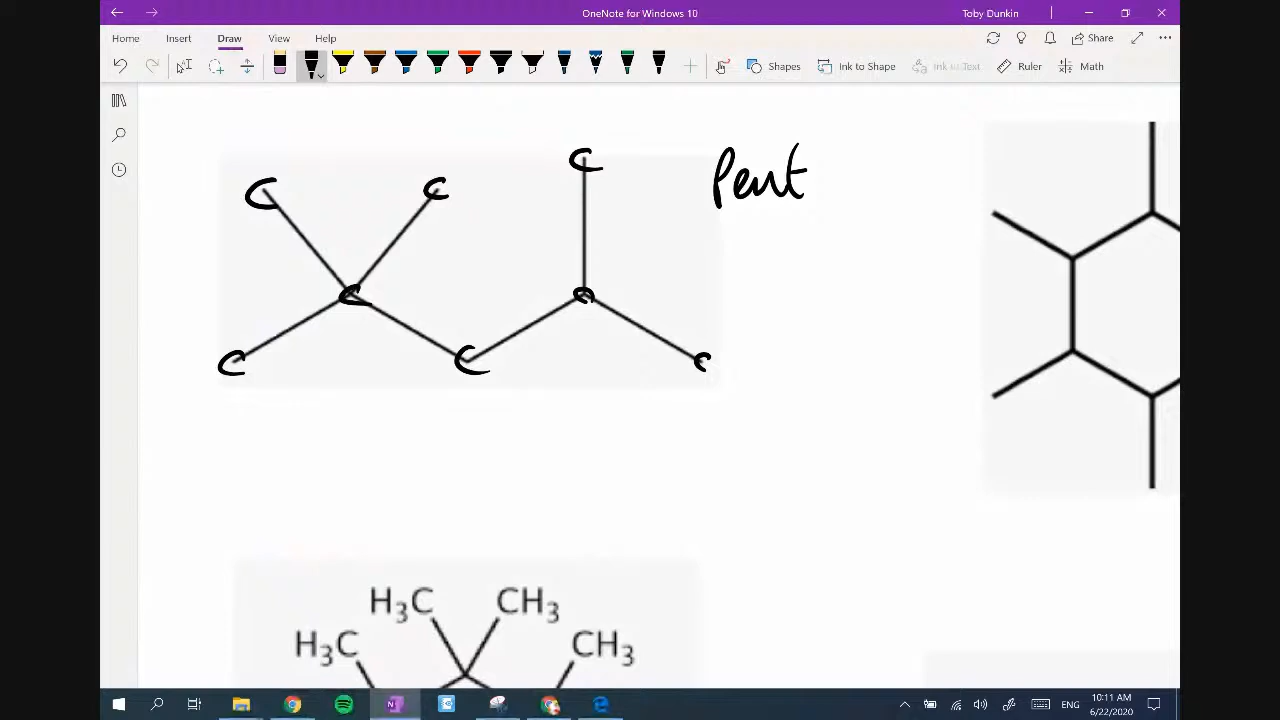 OneNote for Windows 10
Toby Dunkin
Home Insert Draw View Help
Share
Shapes Ink to Shape Ink to Text Ruler Math
C C C Pent
C C
C C C
H₃C CH₃
H₃C CH₃
ENG
10:11 AM
6/22/2020